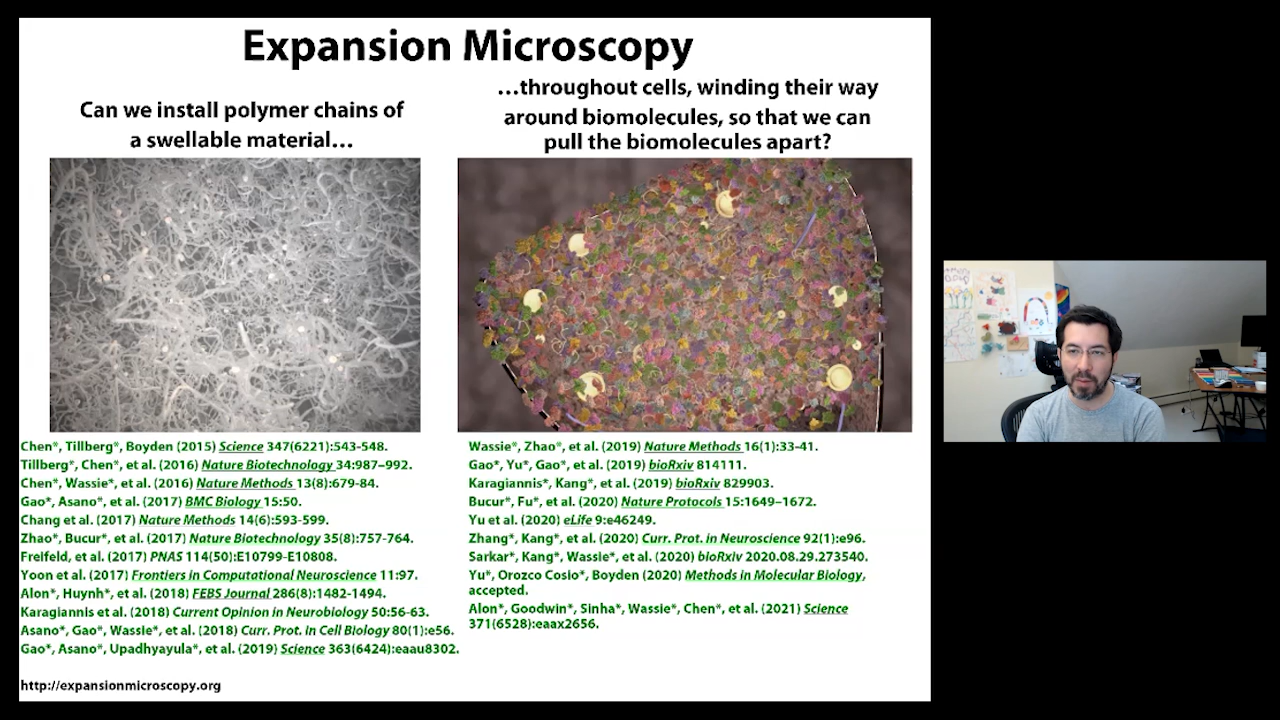 Expansion Microscopy
Can we install polymer chains of
a swellable material…
…throughout cells, winding their way
around biomolecules, so that we can
pull the biomolecules apart?
Chen*, Tillberg*, Boyden (2015) Science 347(6221):543-548.
Tillberg*, Chen*, et al. (2016) Nature Biotechnology 34:987–992.
Chen*, Wassie*, et al. (2016) Nature Methods 13(8):679-84.
Gao*, Asano*, et al. (2017) BMC Biology 15:50.
Chang et al. (2017) Nature Methods 14(6):593-599.
Zhao*, Bucur*, et al. (2017) Nature Biotechnology 35(8):757-764.
Freifeld, et al. (2017) PNAS 114(50):E10799-E10808.
Yoon et al. (2017) Frontiers in Computational Neuroscience 11:97.
Alon*, Huynh*, et al. (2018) FEBS Journal 286(8):1482-1494.
Karagiannis et al. (2018) Current Opinion in Neurobiology 50:56-63.
Asano*, Gao*, Wassie*, et al. (2018) Curr. Prot. in Cell Biology 80(1):e56.
Gao*, Asano*, Upadhyayula*, et al. (2019) Science 363(6424):eaau8302.
Wassie*, Zhao*, et al. (2019) Nature Methods 16(1):33-41.
Gao*, Yu*, Gao*, et al. (2019) bioRxiv 814111.
Karagiannis*, Kang*, et al. (2019) bioRxiv 829903.
Bucur*, Fu*, et al. (2020) Nature Protocols 15:1649–1672.
Yu et al. (2020) eLife 9:e46249.
Zhang*, Kang*, et al. (2020) Curr. Prot. in Neuroscience 92(1):e96.
Sarkar*, Kang*, Wassie*, et al. (2020) bioRxiv 2020.08.29.273540.
Yu*, Orozco Cosio*, Boyden (2020) Methods in Molecular Biology,
accepted.
Alon*, Goodwin*, Sinha*, Wassie*, Chen*, et al. (2021) Science
371(6528):eaax2656.
http://expansionmicroscopy.org